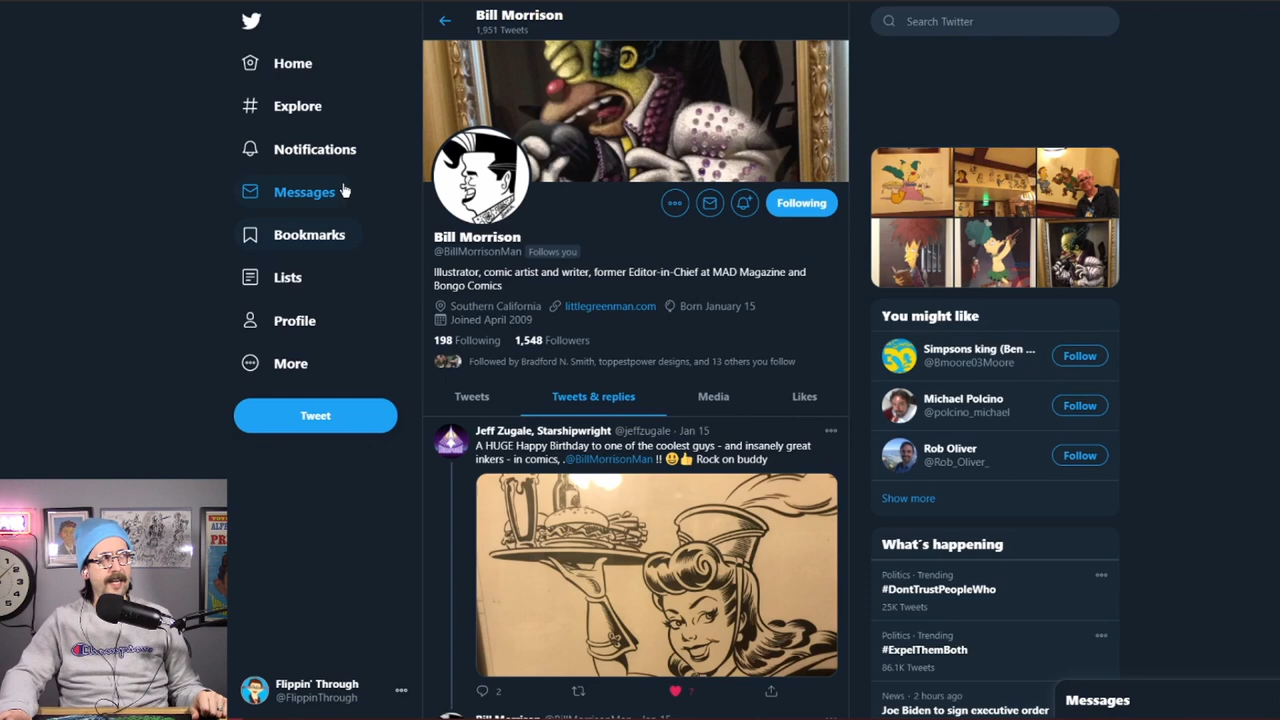 Home
Explore
Notifications
Messages
Bookmarks
Lists
Profile
More
Tweet
Flippin' Through
@FlippinThrough
Bill Morrison
1,951 Tweets
Following
Bill Morrison
@BillMorrisonMan Follows you
Illustrator, comic artist and writer, former Editor-in-Chief at MAD Magazine and
Bongo Comics
Southern California littlegreenman.com Born January 15
Joined April 2009
198 Following 1,548 Followers
Followed by Bradford N. Smith, toppestpower designs, and 13 others you follow
Tweets Tweets & replies Media Likes
Jeff Zugale, Starshipwright @jeffzugale · Jan 15
A HUGE Happy Birthday to one of the coolest guys - and insanely great
inkers - in comics, .@BillMorrisonMan !! 😃👍 Rock on buddy
2 7
Bill Morrison @BillMorrisonMan · Jan 15
Search Twitter
You might like
Simpsons king (Ben ...
@Bmoore03Moore
Follow
Michael Polcino
@polcino_michael
Follow
Rob Oliver
@Rob_Oliver_
Follow
Show more
What's happening
Politics · Trending
#DontTrustPeopleWho
25K Tweets
Politics · Trending
#ExpelThemBoth
86.1K Tweets
News · 2 hours ago
Joe Biden to sign executive order
Messages
Champion